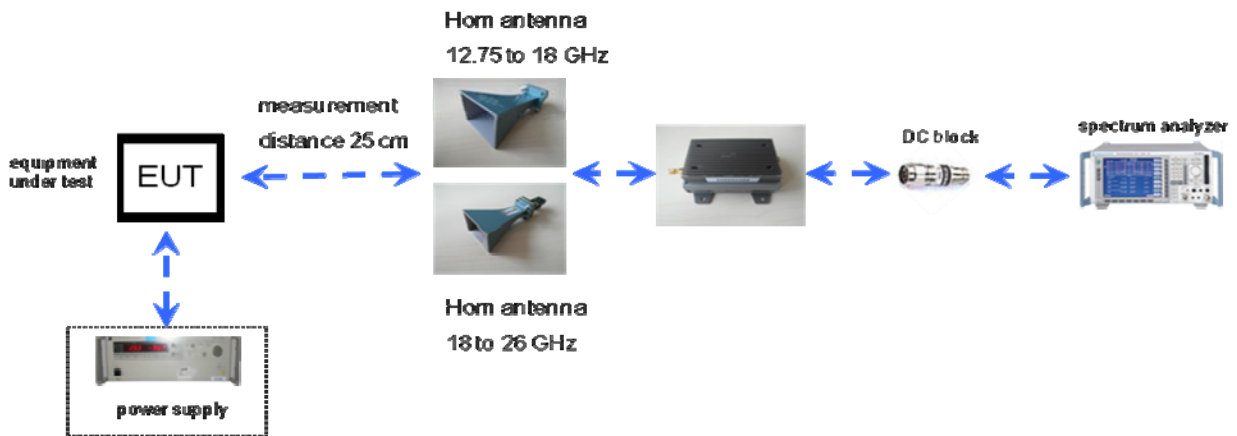 Horn antenna
12.75 to 18 GHz
measurement
distance 25 cm
equipment
under test
EUT
DC block
spectrum analyzer
Horn antenna
18 to 26 GHz
power supply